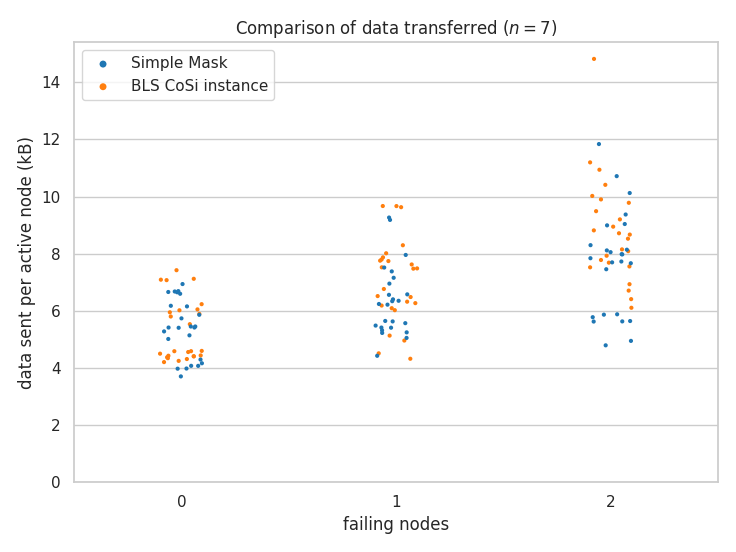 Comparison of data transferred (n = 7)
Simple Mask
BLS CoSi instance
data sent per active node (kB)
14
12
10
8
6
4
2
0
0 1 2
failing nodes